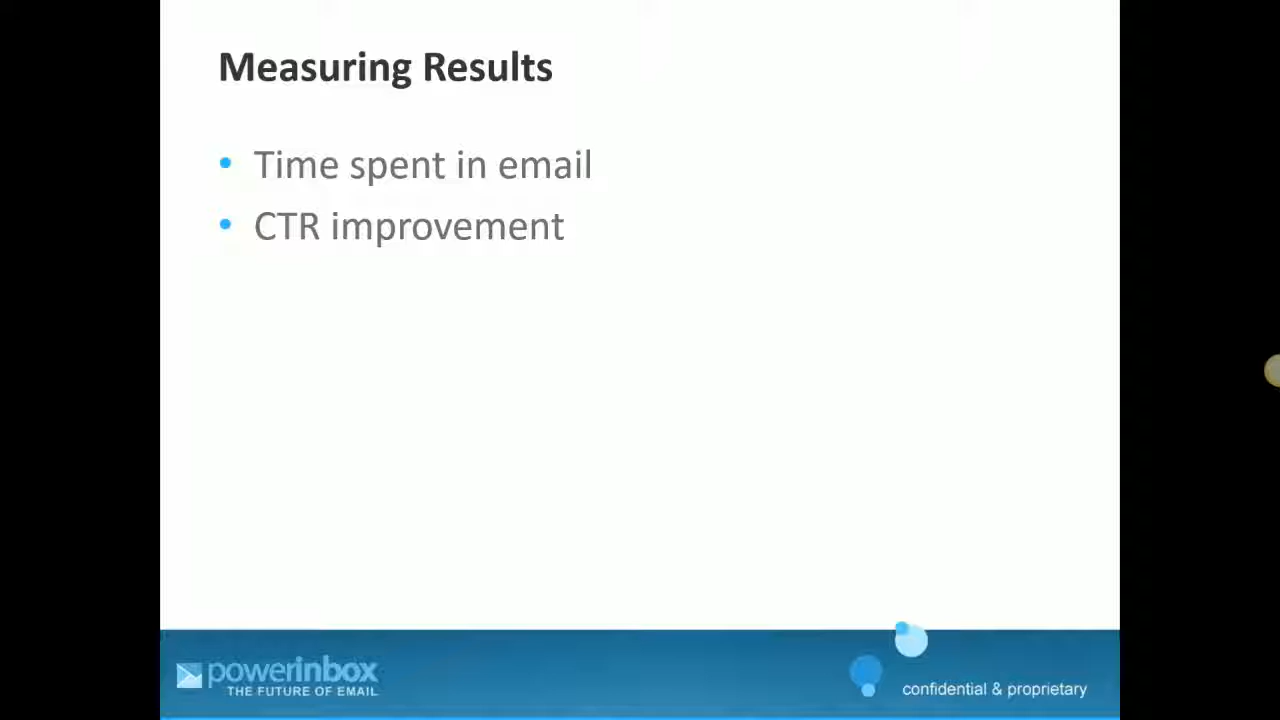 Measuring Results
• Time spent in email
• CTR improvement
powerinbox
THE FUTURE OF EMAIL
confidential & proprietary